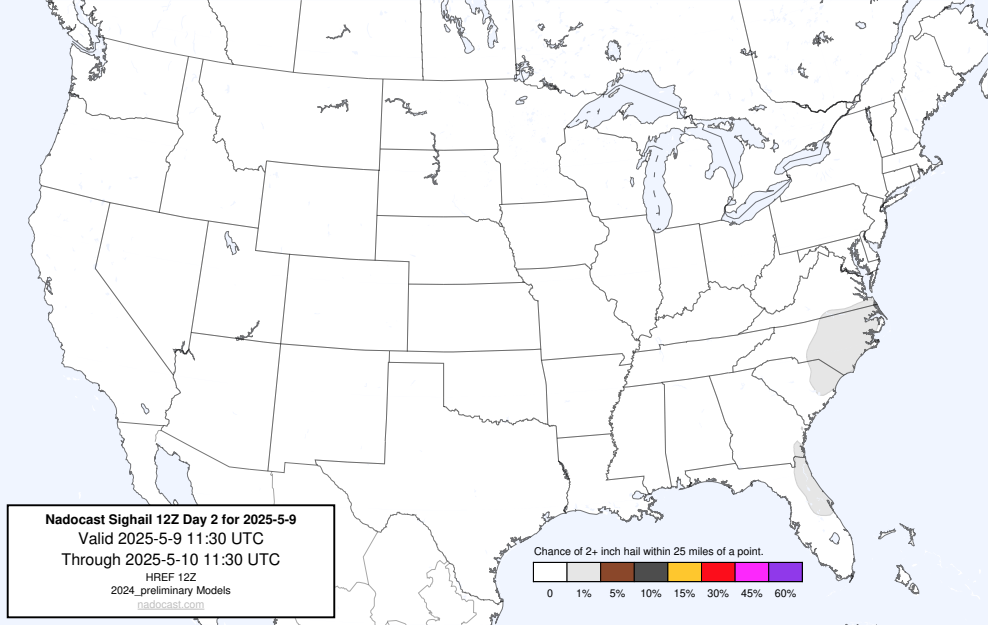 Nadocast Sighail 12Z Day 2 for 2025-5-9
Valid 2025-5-9 11:30 UTC
Through 2025-5-10 11:30 UTC
HREF 12Z
2024_preliminary Models
nadocast.com
Chance of 2+ inch hail within 25 miles of a point.
0 1% 5% 10% 15% 30% 45% 60%